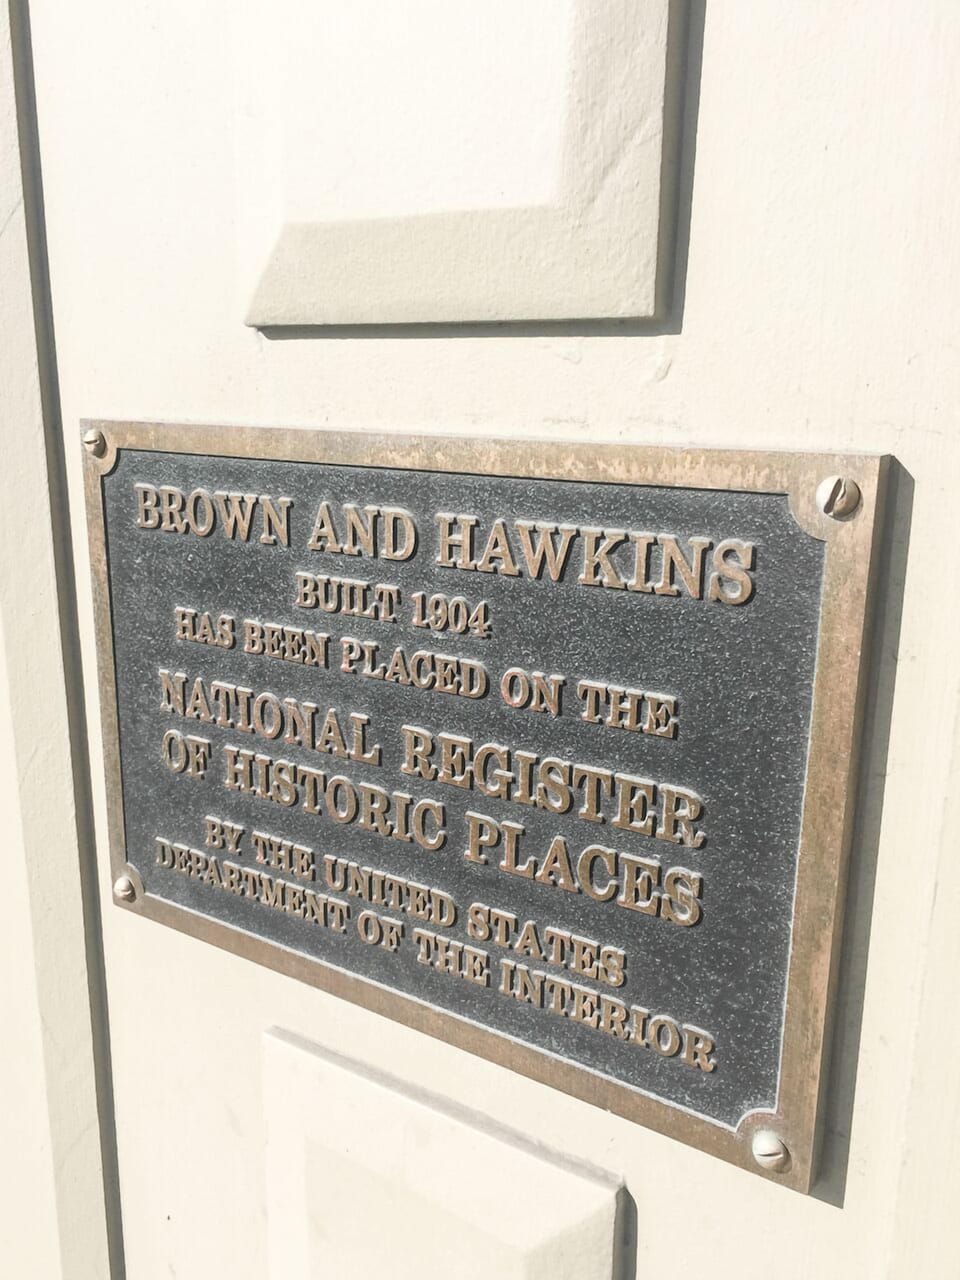 BROWN AND HAWKINS
BUILT 1904
HAS BEEN PLACED ON THE
NATIONAL REGISTER
OF HISTORIC PLACES
BY THE UNITED STATES
DEPARTMENT OF THE INTERIOR